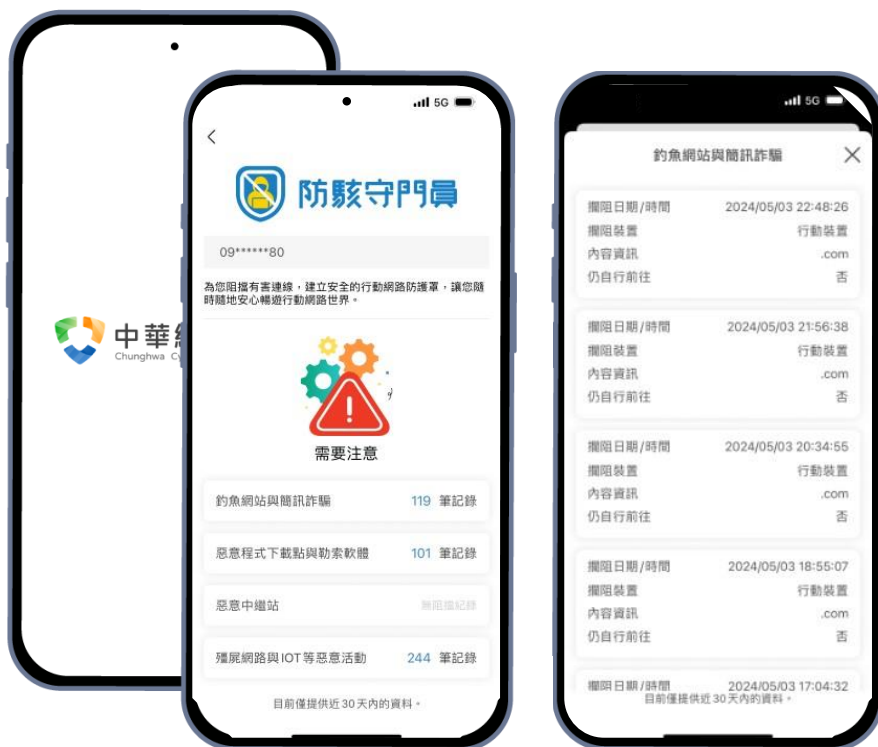 中華
Chunghwa Cy
5G
防駭守門員
09******80
為您阻擋有害連線，建立安全的行動網路防護罩，讓您隨
時隨地安心暢遊行動網路世界。
需要注意
釣魚網站與簡訊詐騙 119 筆記錄
惡意程式下載點與勒索軟體 101 筆記錄
惡意中繼站 無阻擋紀錄
殭屍網路與IOT等惡意活動 244 筆記錄
目前僅提供近30天內的資料。
5G
釣魚網站與簡訊詐騙
攔阻日期/時間 2024/05/03 22:48:26
攔阻裝置 行動裝置
內容資訊 .com
仍自行前往 否
攔阻日期/時間 2024/05/03 21:56:38
攔阻裝置 行動裝置
內容資訊 .com
仍自行前往 否
攔阻日期/時間 2024/05/03 20:34:55
攔阻裝置 行動裝置
內容資訊 .com
仍自行前往 否
攔阻日期/時間 2024/05/03 18:55:07
攔阻裝置 行動裝置
內容資訊 .com
仍自行前往 否
攔阻日期/時間 2024/05/03 17:04:32
目前僅提供近30天內的資料。